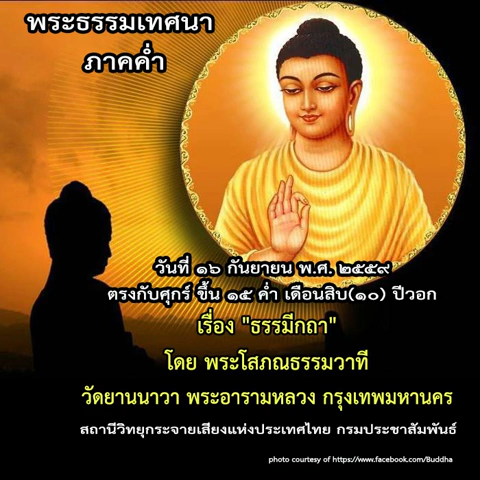 พระธรรมเทศนา
ภาคค่ำ
วันที่ ๑๖ กันยายน พ.ศ. ๒๕๕๙
ตรงกับศุกร์ ขึ้น ๑๕ ค่ำ เดือนสิบ(๑๐) ปีวอก
เรื่อง "ธรรมีกถา"
โดย พระโสภณธรรมวาที
วัดยานนาวา พระอารามหลวง กรุงเทพมหานคร
สถานีวิทยุกระจายเสียงแห่งประเทศไทย กรมประชาสัมพันธ์
photo courtesy of https://www.facebook.com/Buddha